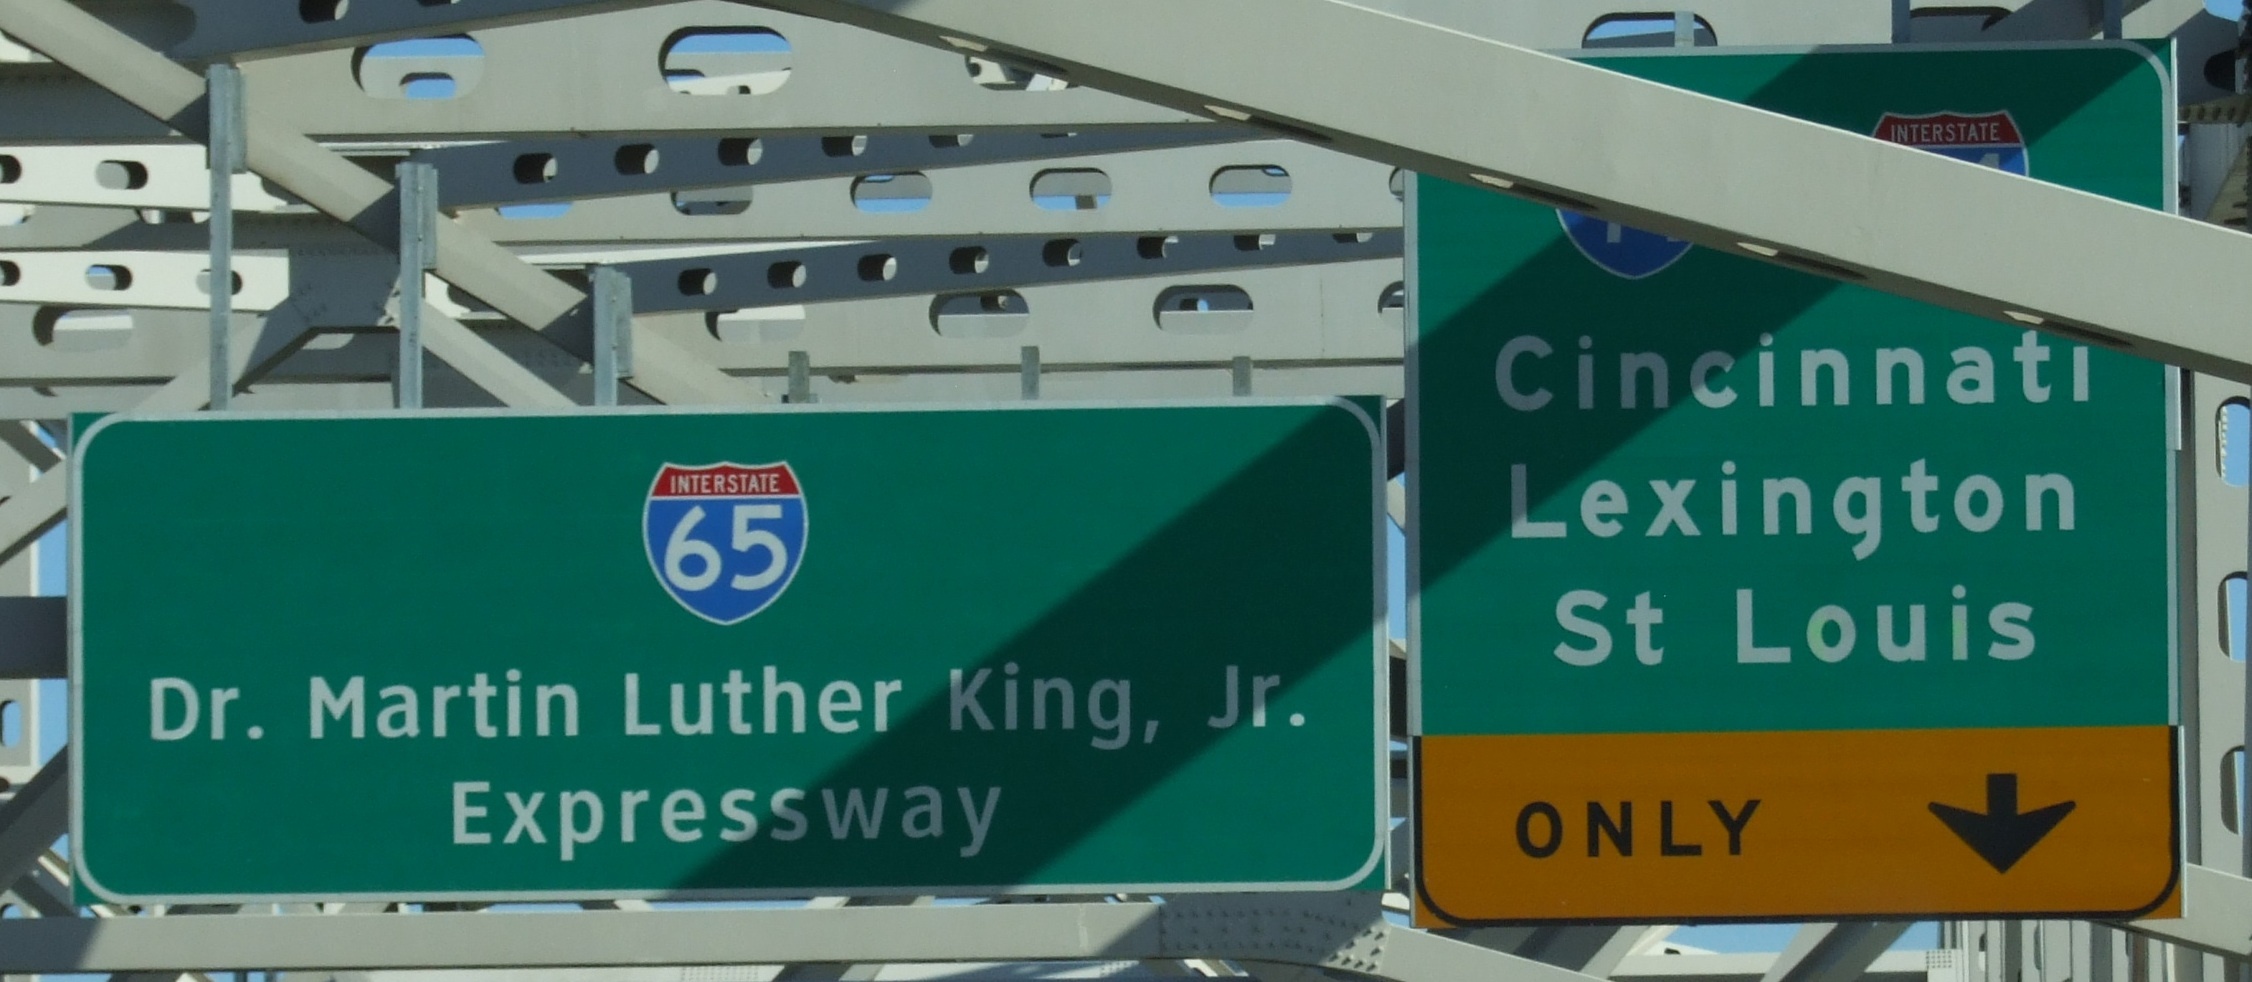 INTERSTATE
65
Dr. Martin Luther King, Jr.
Expressway
INTERSTATE
Cincinnati
Lexington
St Louis
ONLY